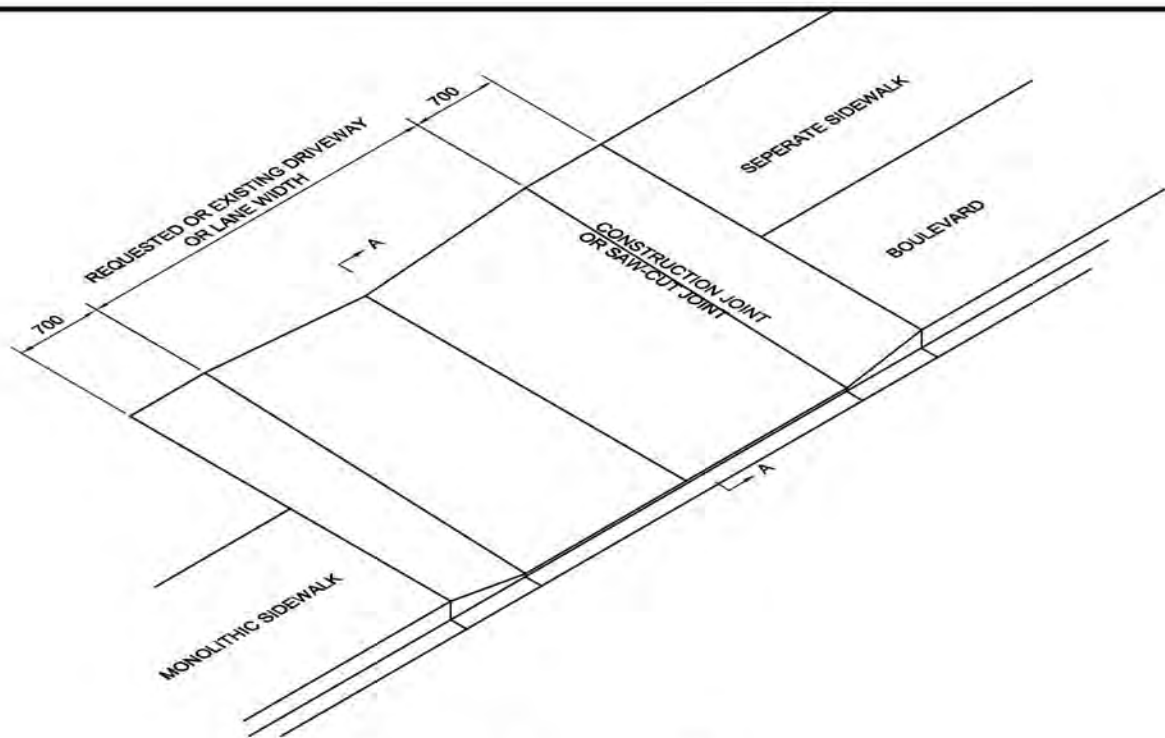 700
SEPERATE SIDEWALK
REQUESTED OR EXISTING DRIVEWAY
OR LANE WIDTH
BOULEVARD
A
CONSTRUCTION JOINT
OR SAW-CUT JOINT
700
A
MONOLITHIC SIDEWALK